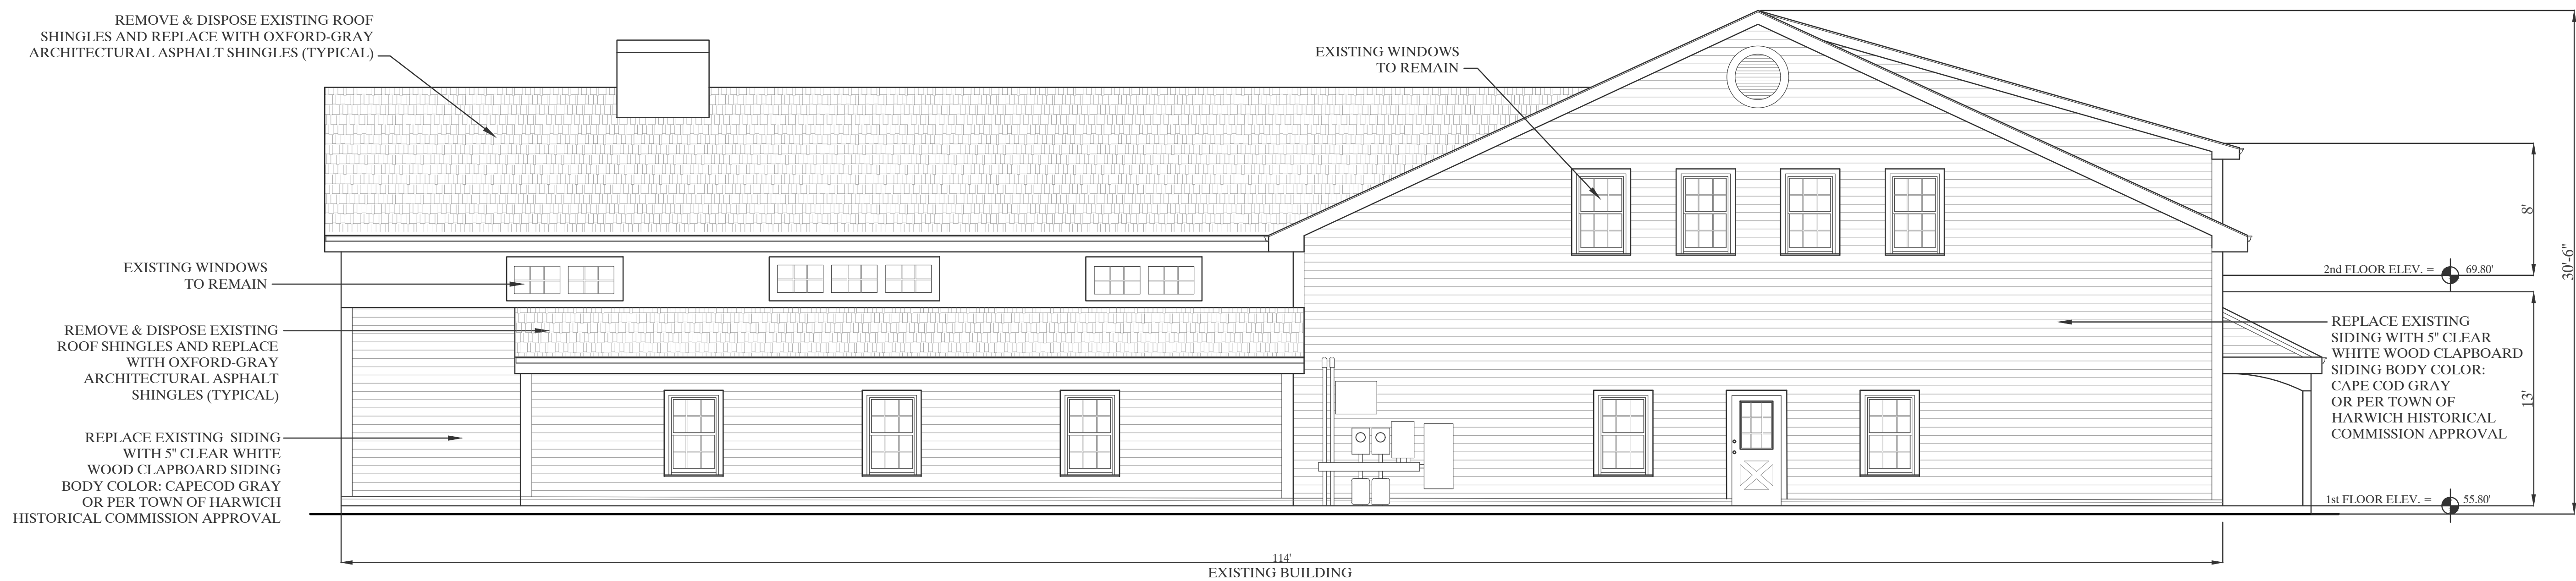 REMOVE & DISPOSE EXISTING ROOF
SHINGLES AND REPLACE WITH OXFORD-GRAY
ARCHITECTURAL ASPHALT SHINGLES (TYPICAL)
EXISTING WINDOWS
TO REMAIN
EXISTING WINDOWS
TO REMAIN
REMOVE & DISPOSE EXISTING
ROOF SHINGLES AND REPLACE
WITH OXFORD-GRAY
ARCHITECTURAL ASPHALT
SHINGLES (TYPICAL)
REPLACE EXISTING SIDING
WITH 5" CLEAR WHITE
WOOD CLAPBOARD SIDING
BODY COLOR: CAPECOD GRAY
OR PER TOWN OF HARWICH
HISTORICAL COMMISSION APPROVAL
8'
30'-6"
2nd FLOOR ELEV. = 69.80'
REPLACE EXISTING
SIDING WITH 5" CLEAR
WHITE WOOD CLAPBOARD
SIDING BODY COLOR:
CAPE COD GRAY
OR PER TOWN OF
HARWICH HISTORICAL
COMMISSION APPROVAL
13'
1st FLOOR ELEV. = 55.80'
114'
EXISTING BUILDING